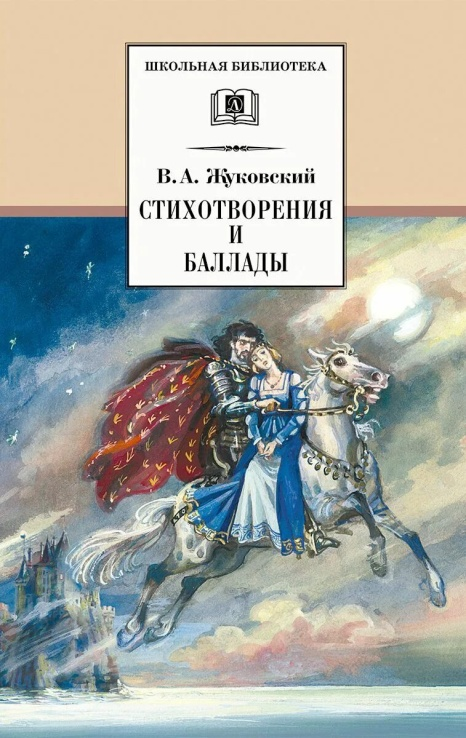 ШКОЛЬНАЯ БИБЛИОТЕКА
Д
В. А. Жуковский
СТИХОТВОРЕНИЯ
И
БАЛЛАДЫ